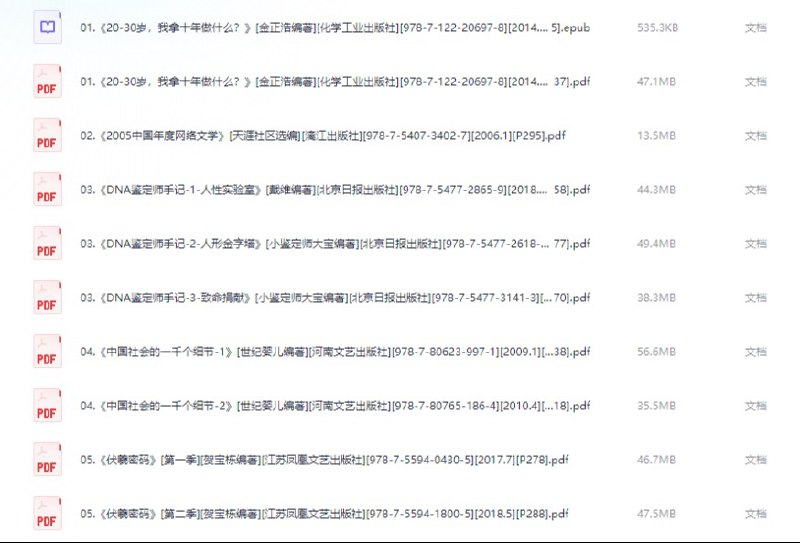 01.《20-30岁，我拿十年做什么？》[金正浩编著][化学工业出版社][978-7-122-20697-8][2014.... 5].epub 535.3KB 文档
PDF 01.《20-30岁，我拿十年做什么？》[金正浩编著][化学工业出版社][978-7-122-20697-8][2014.... 37].pdf 47.1MB 文档
PDF 02.《2005中国年度网络文学》[天涯社区选编][漓江出版社][978-7-5407-3402-7][2006.1][P295].pdf 13.5MB 文档
PDF 03.《DNA鉴定师手记-1-人性实验室》[戴维编著][北京日报出版社][978-7-5477-2865-9][2018.... 58].pdf 44.3MB 文档
PDF 03.《DNA鉴定师手记-2-人形金字塔》[小鉴定师大宝编著][北京日报出版社][978-7-5477-2618-... 77].pdf 49.4MB 文档
PDF 03.《DNA鉴定师手记-3-致命捐献》[小鉴定师大宝编著][北京日报出版社][978-7-5477-3141-3][... 70].pdf 38.3MB 文档
PDF 04.《中国社会的一千个细节-1》[世纪婴儿编著][河南文艺出版社][978-7-80623-997-1][2009.1][...38].pdf 56.6MB 文档
PDF 04.《中国社会的一千个细节-2》[世纪婴儿编著][河南文艺出版社][978-7-80765-186-4][2010.4][...18].pdf 35.5MB 文档
PDF 05.《伏羲密码》[第一季][贺宝栋编著][江苏凤凰文艺出版社][978-7-5594-0430-5][2017.7][P278].pdf 46.7MB 文档
PDF 05.《伏羲密码》[第二季][贺宝栋编著][江苏凤凰文艺出版社][978-7-5594-1800-5][2018.5][P288].pdf 47.5MB 文档